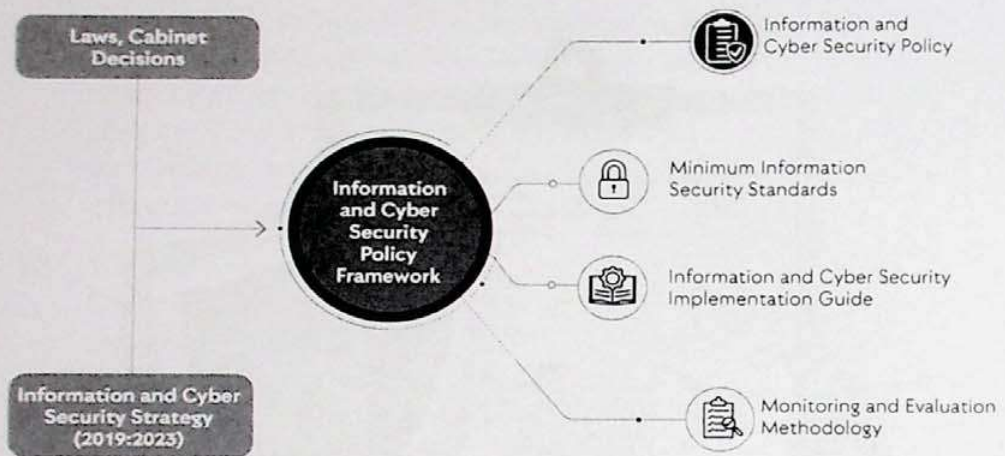 Laws, Cabinet
Decisions
Information and Cyber
Security Strategy
(2019:2023)
Information
and Cyber
Security
Policy
Framework
Information and
Cyber Security Policy
Minimum Information
Security Standards
Information and Cyber Security
Implementation Guide
Monitoring and Evaluation
Methodology